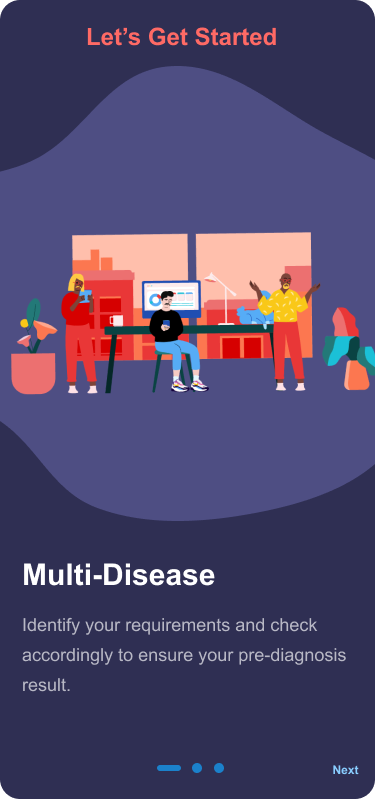 Let’s Get Started
Multi-Disease
Identify your requirements and check
accordingly to ensure your pre-diagnosis
result.
Next